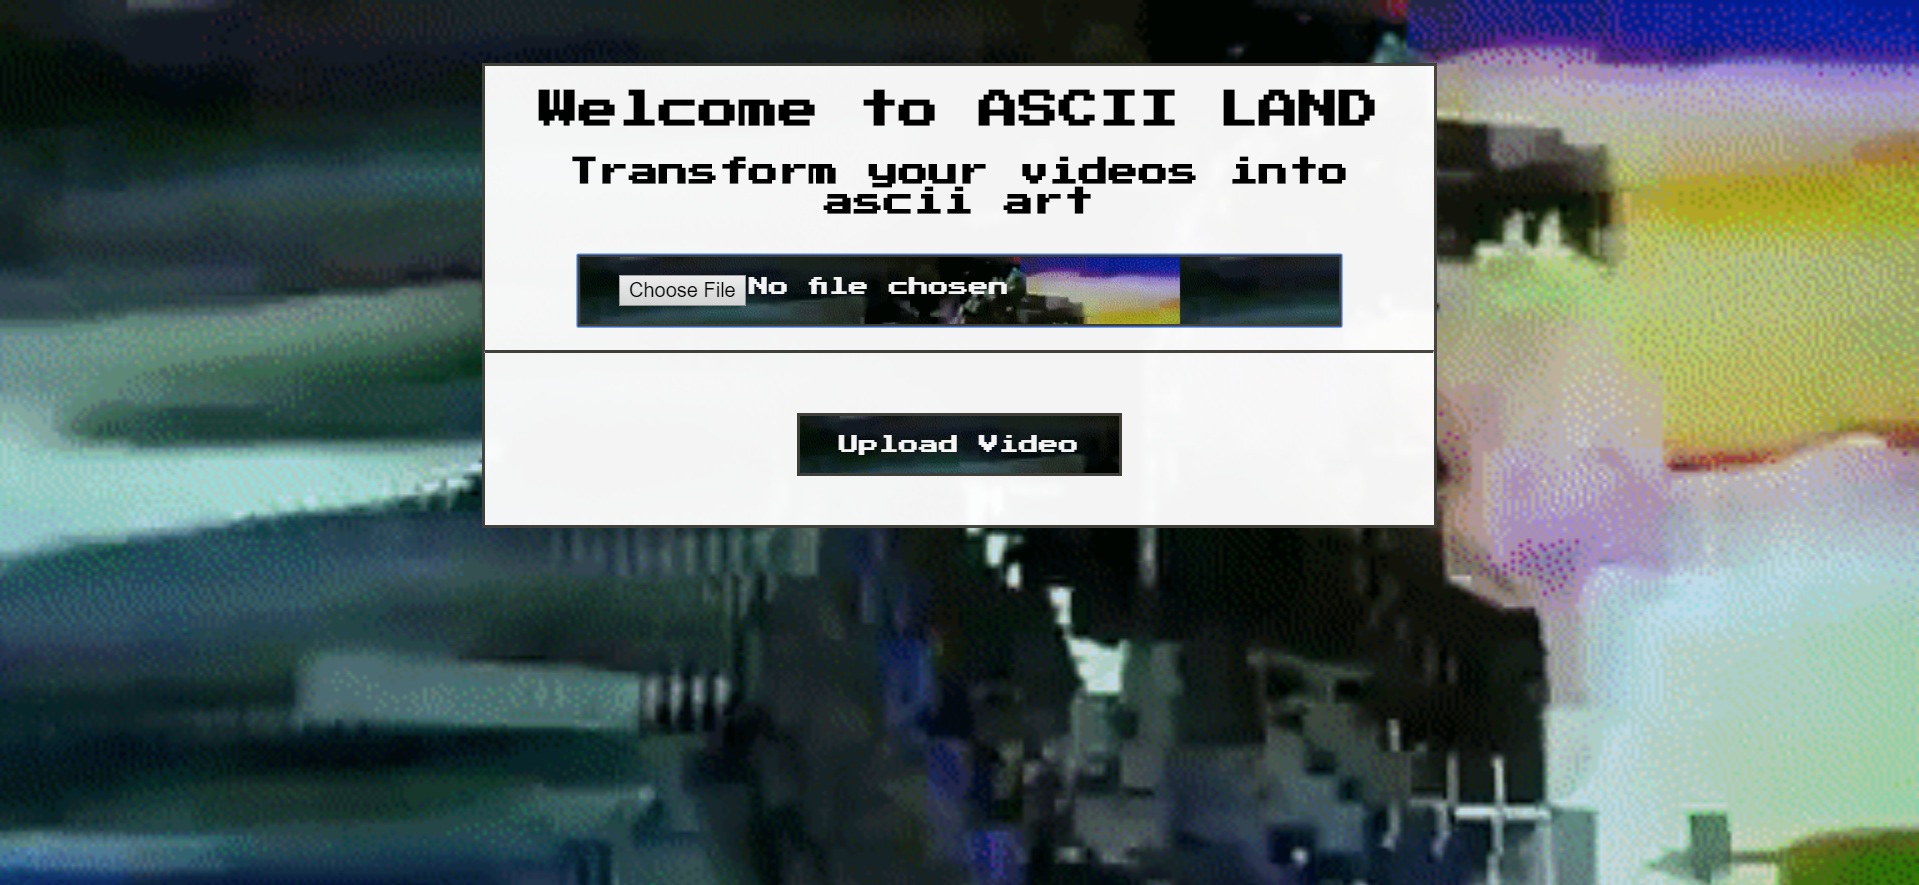 Welcome to ASCII LAND
Transform your videos into
ascii art
Choose File No file chosen
Upload Video